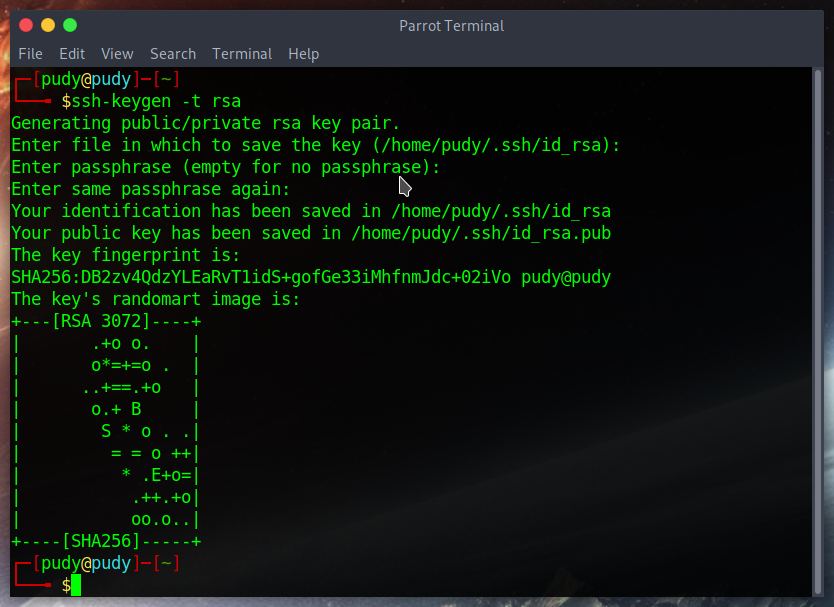 Parrot Terminal
File Edit View Search Terminal Help
┌─[pudy@pudy]─[~]
└──╼ $ssh-keygen -t rsa
Generating public/private rsa key pair.
Enter file in which to save the key (/home/pudy/.ssh/id_rsa):
Enter passphrase (empty for no passphrase):
Enter same passphrase again:
Your identification has been saved in /home/pudy/.ssh/id_rsa
Your public key has been saved in /home/pudy/.ssh/id_rsa.pub
The key fingerprint is:
SHA256:DB2zv4QdzYLEaRvT1idS+gofGe33iMhfnmJdc+02iVo pudy@pudy
The key's randomart image is:
+---[RSA 3072]----+
|       .+o o.    |
|       o*=+=o .  |
|      ..+==.+o   |
|       o.+ B     |
|        S * o . .|
|         = = o ++|
|          * .E+o=|
|           .++.+o|
|           oo.o..|
+----[SHA256]-----+
┌─[pudy@pudy]─[~]
└──╼ $